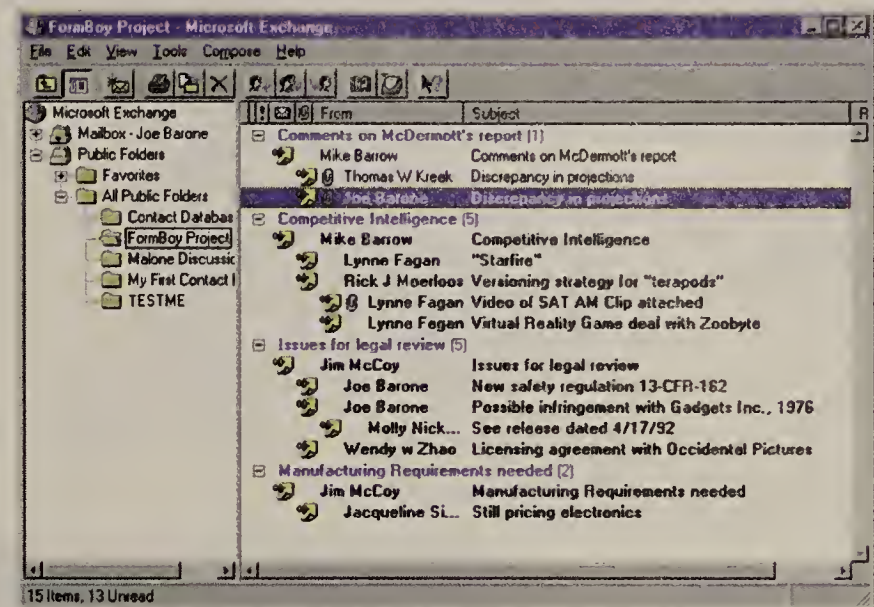 FormBoy Project - Microsoft Exchange
File Edit View Tools Compose Help
Microsoft Exchange
Mailbox - Joe Barone
Public Folders
Favorites
All Public Folders
Contact Databas
FormBoy Project
Malone Discussic
My First Contact
TESTME
! From Subject R
Comments on McDermott's report (1)
Mike Barrow Comments on McDermott's report
Thomas W Kreek Discrepancy in projections
Joe Barone Discrepancy in projections
Competitive Intelligence (5)
Mike Barrow Competitive Intelligence
Lynne Fagan "Starfire"
Rick J Moerloos Versioning strategy for "terapods"
Lynne Fagan Video of SAT AM Clip attached
Lynne Fagan Virtual Reality Game deal with Zoobyte
Issues for legal review (5)
Jim McCoy Issues for legal review
Joe Barone New safety regulation 13-CFR-162
Joe Barone Possible infringement with Gadgets Inc., 1976
Molly Nick... See release dated 4/17/92
Wendy w Zhao Licensing agreement with Occidental Pictures
Manufacturing Requirements needed (2)
Jim McCoy Manufacturing Requirements needed
Jacqueline Si... Still pricing electronics
15 Items, 13 Unread